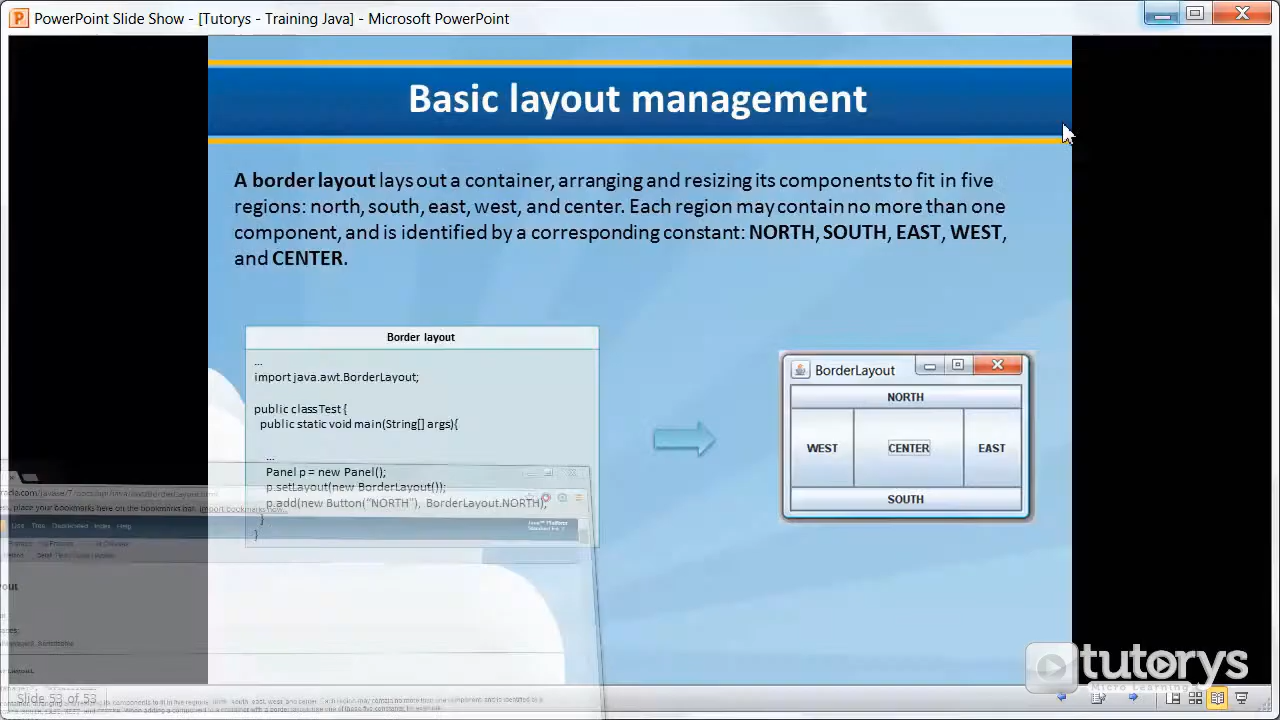 PowerPoint Slide Show - [Tutorys - Training Java] - Microsoft PowerPoint
Basic layout management
A border layout lays out a container, arranging and resizing its components to fit in five
regions: north, south, east, west, and center. Each region may contain no more than one
component, and is identified by a corresponding constant: NORTH, SOUTH, EAST, WEST,
and CENTER.
Border layout
...
import java.awt.BorderLayout;
public class Test {
public static void main(String[] args){
...
Panel p = new Panel();
p.setLayout(new BorderLayout());
p.add(new Button("NORTH"), BorderLayout.NORTH);
}
}
BorderLayout
NORTH
WEST
CENTER
EAST
SOUTH
tutorys
Micro Learning
Slide 53 of 53